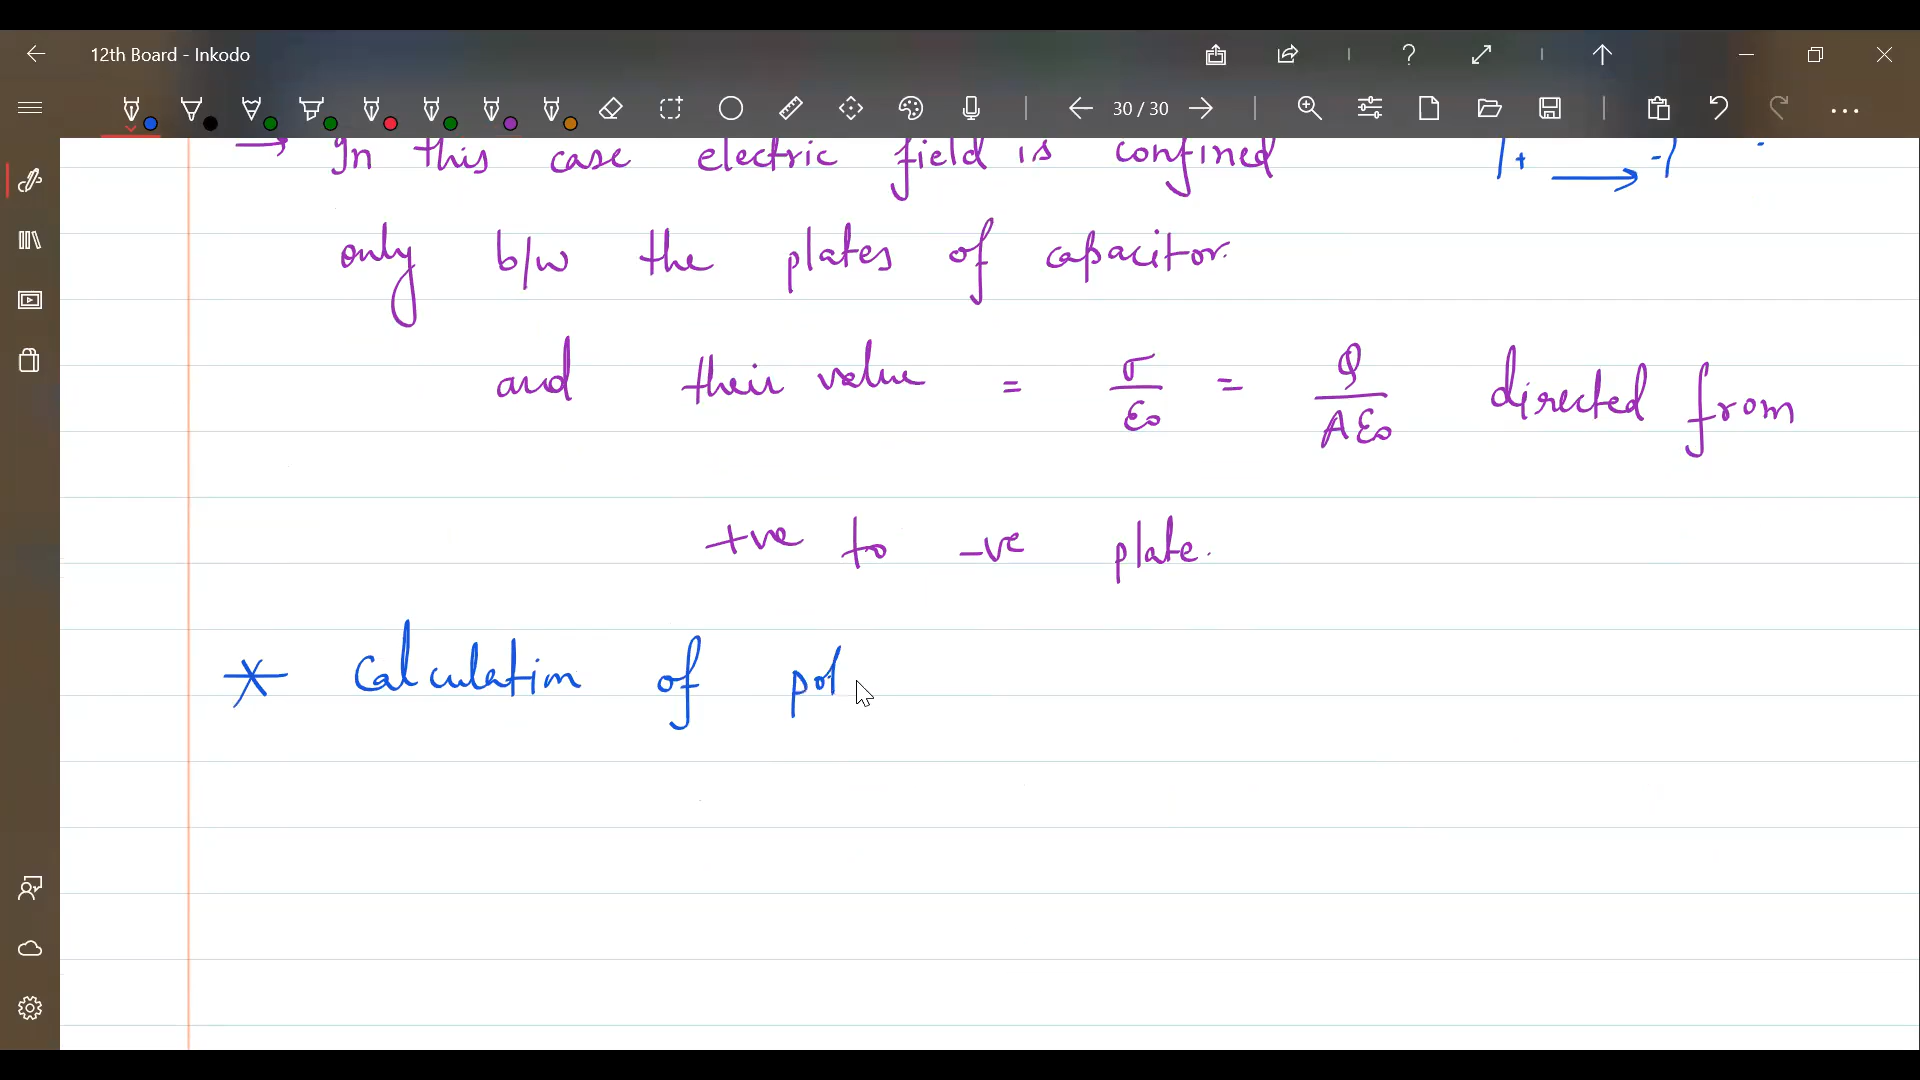 12th Board - Inkodo
30 / 30
→ In this case electric field is confined
+ → -
only b/w the plates of capacitor.
and their value = σ/ε₀ = Q/Aε₀ directed from
+ve to -ve plate.
* Calculation of pot